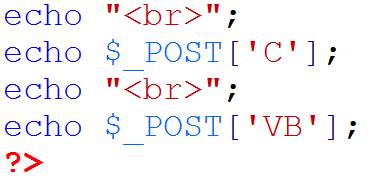 echo "<br>";
echo $_POST['C'];
echo "<br>";
echo $_POST['VB'];
?>